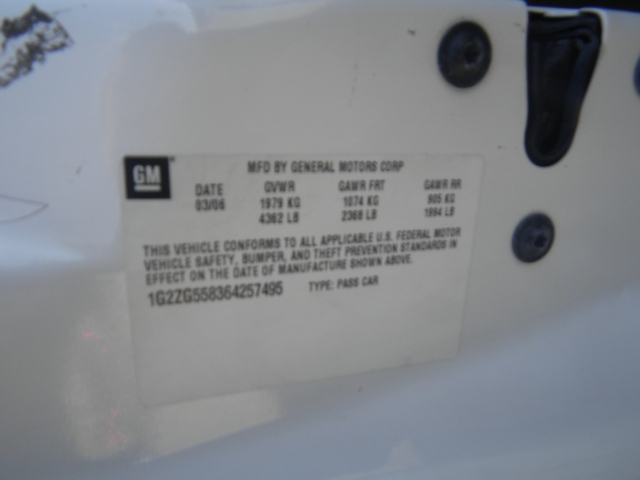 GM
MFD BY GENERAL MOTORS CORP
DATE GVWR GAWR FRT GAWR RR
03/06 1979 KG 1074 KG 905 KG
4362 LB 2368 LB 1994 LB
THIS VEHICLE CONFORMS TO ALL APPLICABLE U.S. FEDERAL MOTOR
VEHICLE SAFETY, BUMPER, AND THEFT PREVENTION STANDARDS IN
EFFECT ON THE DATE OF MANUFACTURE SHOWN ABOVE.
1G2ZG558364257495 TYPE: PASS CAR